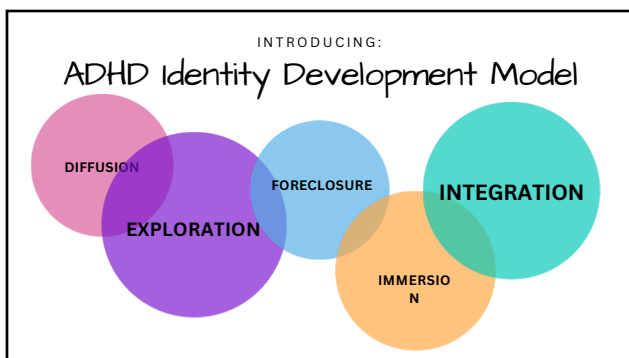 INTRODUCING:
ADHD Identity Development Model
DIFFUSION
EXPLORATION
FORECLOSURE
IMMERSIO
N
INTEGRATION